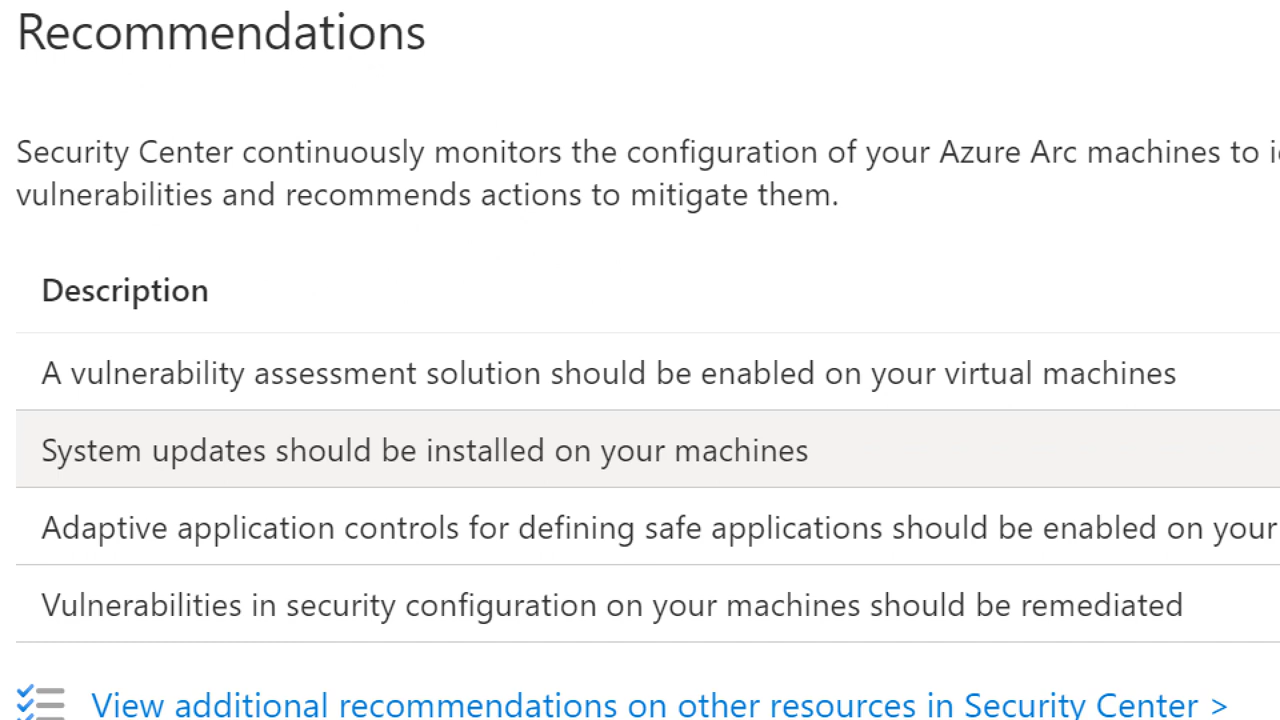 Recommendations
Security Center continuously monitors the configuration of your Azure Arc machines to
vulnerabilities and recommends actions to mitigate them.
Description
A vulnerability assessment solution should be enabled on your virtual machines
System updates should be installed on your machines
Adaptive application controls for defining safe applications should be enabled on your
Vulnerabilities in security configuration on your machines should be remediated
View additional recommendations on other resources in Security Center >